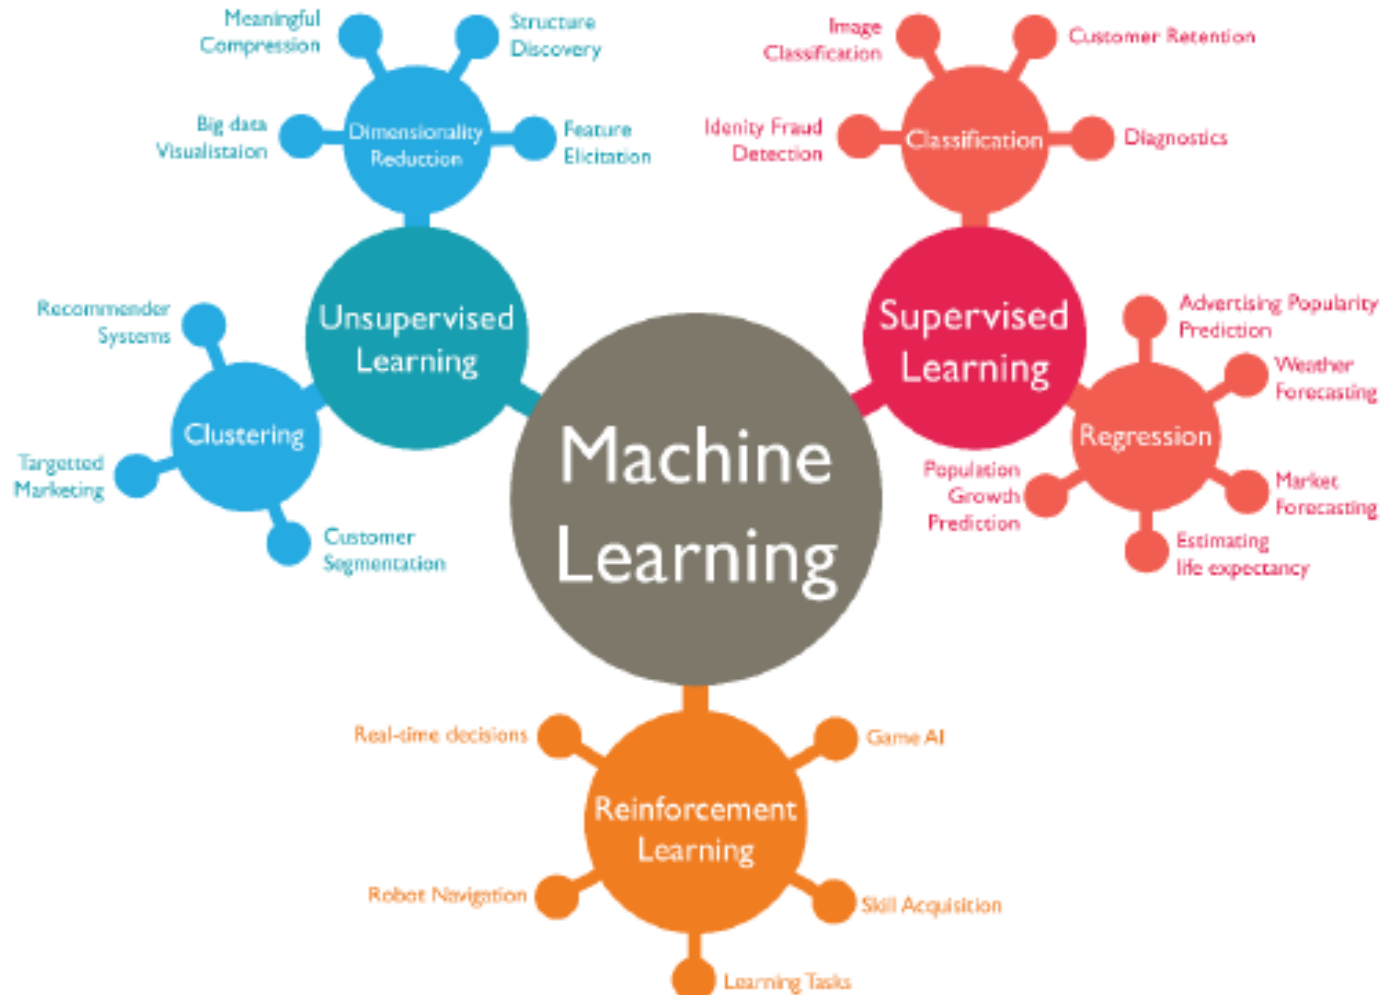 Meaningful
Compression
Structure
Discovery
Big data
Visualistaion
Dimensionality
Reduction
Feature
Elicitation
Image
Classification
Customer Retention
Idenity Fraud
Detection
Classification
Diagnostics
Recommender
Systems
Unsupervised
Learning
Clustering
Targetted
Marketing
Customer
Segmentation
Supervised
Learning
Advertising Popularity
Prediction
Weather
Forecasting
Regression
Population
Growth
Prediction
Market
Forecasting
Estimating
life expectancy
Machine
Learning
Real-time decisions
Game AI
Reinforcement
Learning
Robot Navigation
Skill Acquisition
Learning Tasks